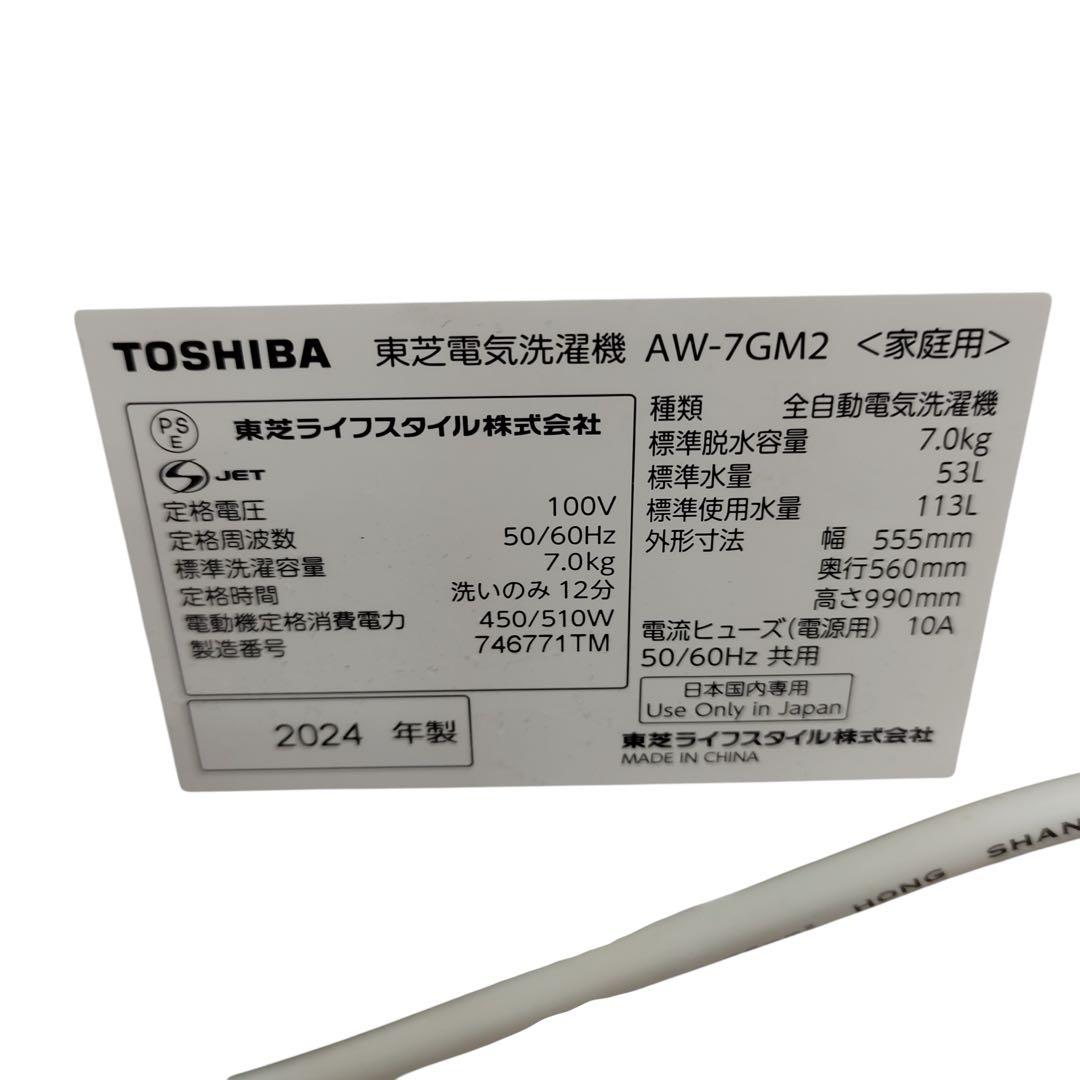 TOSHIBA 東芝電気洗濯機 AW-7GM2 <家庭用>
PSE 東芝ライフスタイル株式会社
JET
定格電圧 100V
定格周波数 50/60Hz
標準洗濯容量 7.0kg
定格時間 洗いのみ 12分
電動機定格消費電力 450/510W
製造番号 746771TM
2024 年製
種類 全自動電気洗濯機
標準脱水容量 7.0kg
標準水量 53L
標準使用水量 113L
外形寸法 幅 555mm
奥行560mm
高さ990mm
電流ヒューズ(電源用) 10A
50/60Hz 共用
日本国内専用
Use Only in Japan
東芝ライフスタイル株式会社
MADE IN CHINA
HONG SHAN